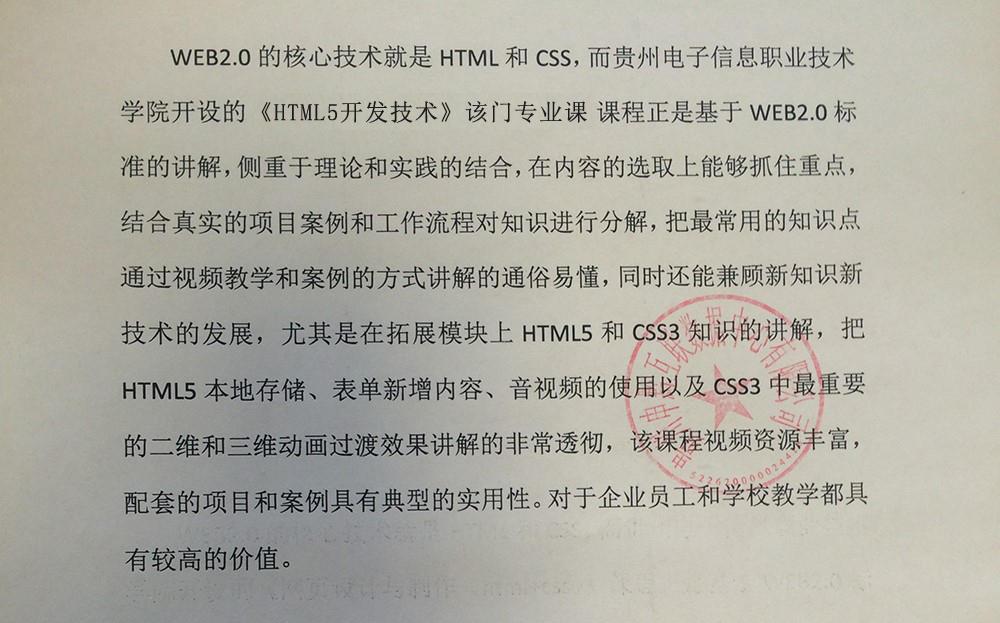 WEB2.0 的核心技术就是 HTML 和 CSS，而贵州电子信息职业技术
学院开设的《HTML5开发技术》该门专业课 课程正是基于 WEB2.0 标
准的讲解，侧重于理论和实践的结合，在内容的选取上能够抓住重点，
结合真实的项目案例和工作流程对知识进行分解，把最常用的知识点
通过视频教学和案例的方式讲解的通俗易懂，同时还能兼顾新知识新
技术的发展，尤其是在拓展模块上 HTML5 和 CSS3 知识的讲解，把
HTML5 本地存储、表单新增内容、音视频的使用以及 CSS3 中最重要
的二维和三维动画过渡效果讲解的非常透彻，该课程视频资源丰富，
配套的项目和案例具有典型的实用性。对于企业员工和学校教学都具
有较高的价值。
互联数据中心有限公司